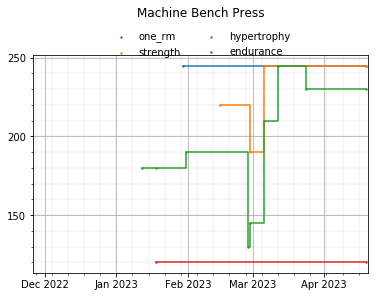 Machine Bench Press
one_rm hypertrophy
strength endurance
250
200
150
Dec 2022 Jan 2023 Feb 2023 Mar 2023 Apr 2023